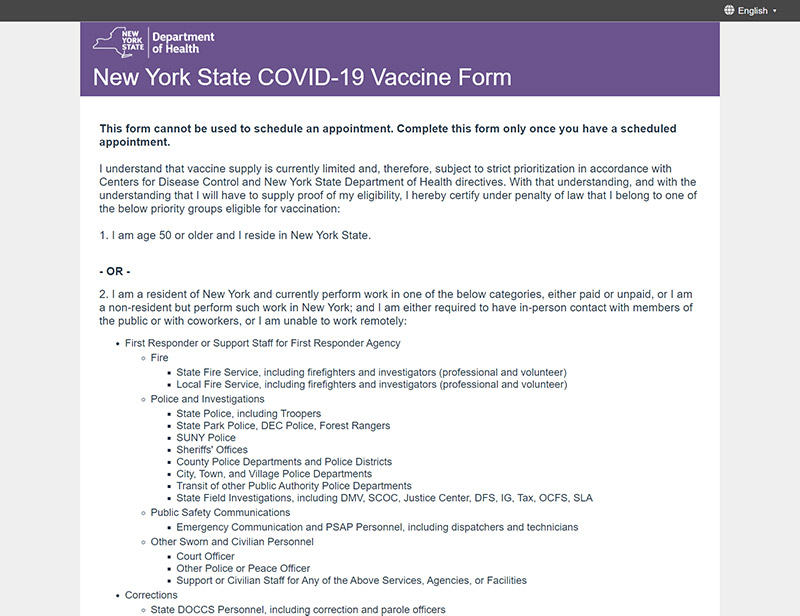 English
NEW
YORK
STATE
Department
of Health
New York State COVID-19 Vaccine Form
This form cannot be used to schedule an appointment. Complete this form only once you have a scheduled
appointment.
I understand that vaccine supply is currently limited and, therefore, subject to strict prioritization in accordance with
Centers for Disease Control and New York State Department of Health directives. With that understanding, and with the
understanding that I will have to supply proof of my eligibility, I hereby certify under penalty of law that I belong to one of
the below priority groups eligible for vaccination:
1. I am age 50 or older and I reside in New York State.
- OR -
2. I am a resident of New York and currently perform work in one of the below categories, either paid or unpaid, or I am
a non-resident but perform such work in New York; and I am either required to have in-person contact with members of
the public or with coworkers, or I am unable to work remotely:
First Responder or Support Staff for First Responder Agency
Fire
State Fire Service, including firefighters and investigators (professional and volunteer)
Local Fire Service, including firefighters and investigators (professional and volunteer)
Police and Investigations
State Police, including Troopers
State Park Police, DEC Police, Forest Rangers
SUNY Police
Sheriffs' Offices
County Police Departments and Police Districts
City, Town, and Village Police Departments
Transit of other Public Authority Police Departments
State Field Investigations, including DMV, SCOC, Justice Center, DFS, IG, Tax, OCFS, SLA
Public Safety Communications
Emergency Communication and PSAP Personnel, including dispatchers and technicians
Other Sworn and Civilian Personnel
Court Officer
Other Police or Peace Officer
Support or Civilian Staff for Any of the Above Services, Agencies, or Facilities
Corrections
State DOCCS Personnel, including correction and parole officers